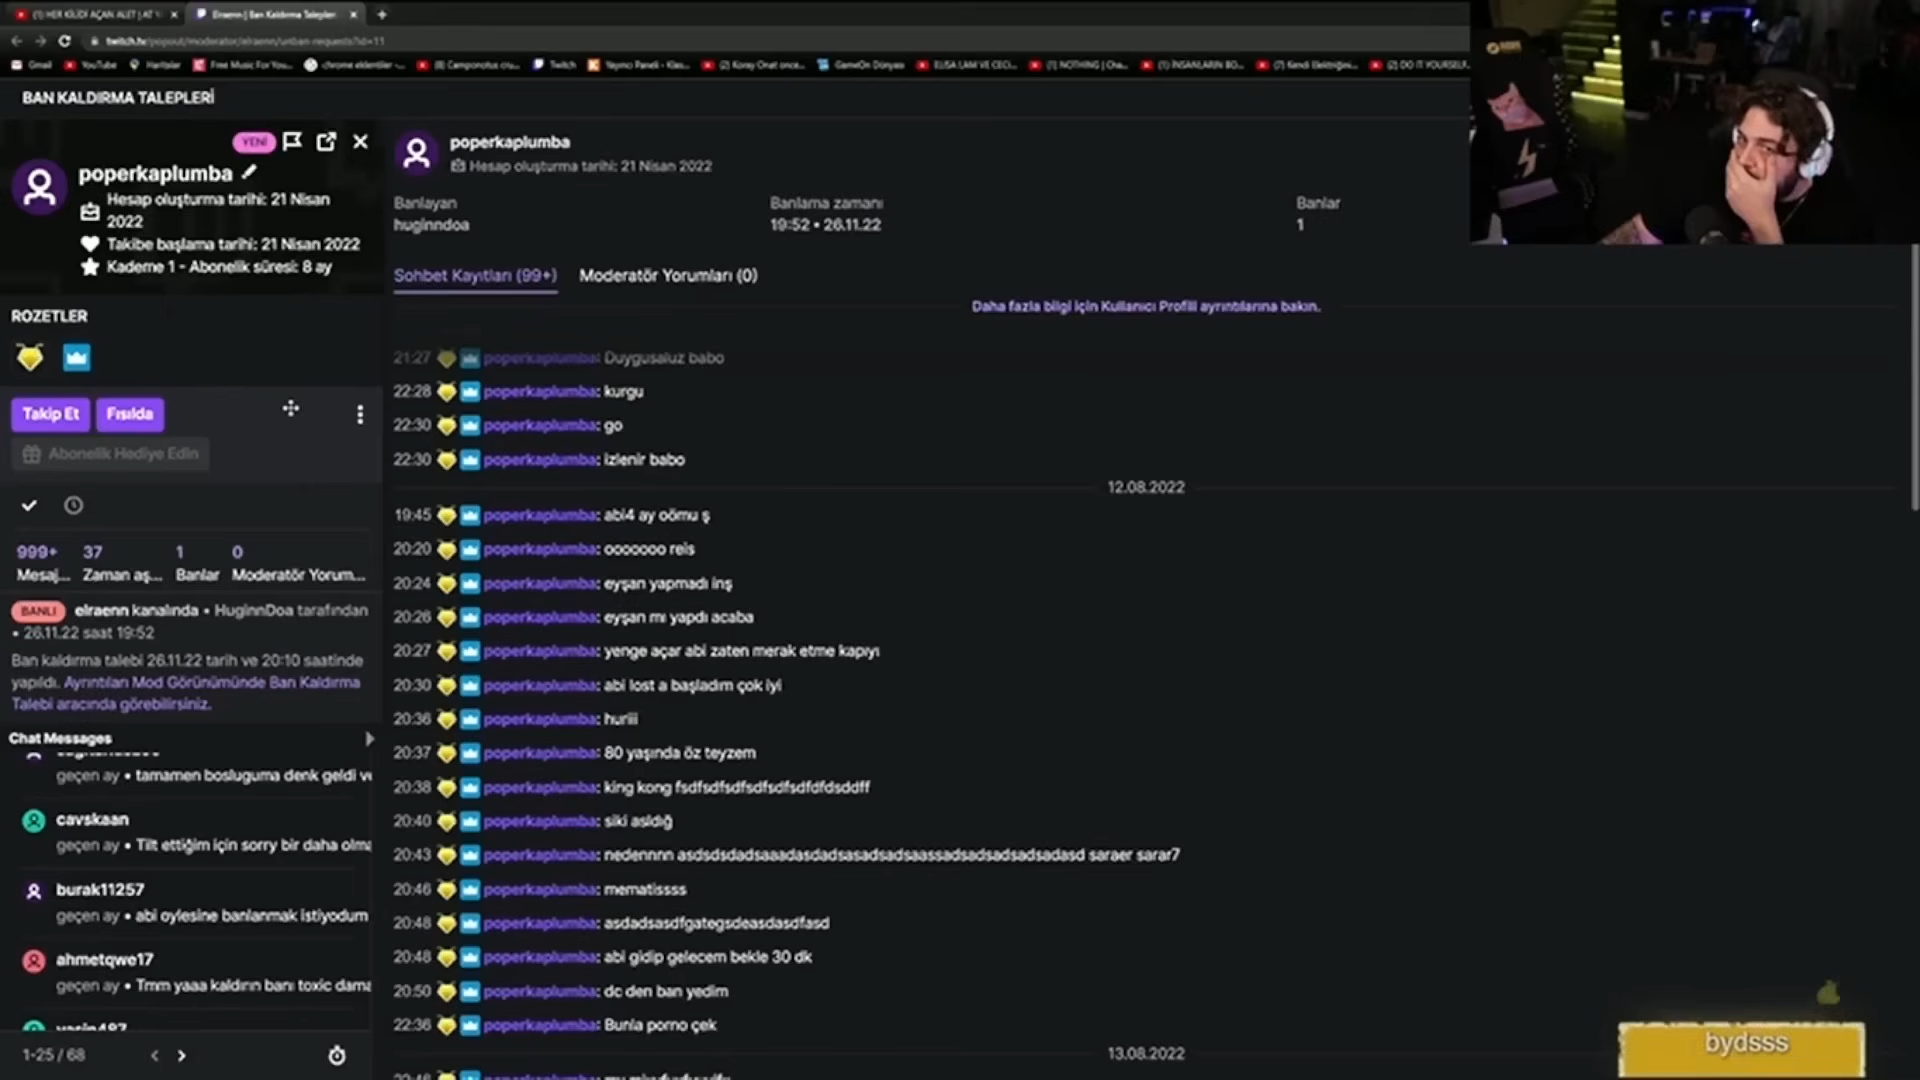 (1) HER KİLİDİ AÇAN ALET | AT
Elraenn | Ban Kaldırma Talepler
twitch.tv/popout/moderator/elraenn/unban-requests?id=11
Gmail YouTube Haritalar Free Music For You... chrome eklentiler -... Twitch Yayıncı Paneli - Klas... (2) Koray Onat once... GameOn Dünyası ELISA LAM VE CECI... (1) NOTHING | Cha... (1) İNSANLARIN BO... (7) Kendi Elektriğini... (2) DO IT YOURSELF
BAN KALDIRMA TALEPLERİ
YENİ
poperkaplumba
Hesap oluşturma tarihi: 21 Nisan
2022
Takibe başlama tarihi: 21 Nisan 2022
Kademe 1 - Abonelik süresi: 8 ay
ROZETLER
Takip Et Fısılda
Abonelik Hediye Edin
999+ 37 1 0
Mesaj... Zaman aş... Banlar Moderatör Yorum...
BANLI elraenn kanalında • HuginnDoa tarafından
• 26.11.22 saat 19:52
Ban kaldırma talebi 26.11.22 tarih ve 20:10 saatinde
yapıldı. Ayrıntıları Mod Görünümünde Ban Kaldırma
Talebi aracında görebilirsiniz.
Chat Messages
geçen ay • tamamen bosluguma denk geldi ve
cavskaan
geçen ay • Tilt ettiğim için sorry bir daha olma
burak11257
geçen ay • abi oylesine banlanmak istiyodum
ahmetqwe17
geçen ay • Tmm yaaa kaldırın banı toxic dama
yasin487
1-25 / 68
poperkaplumba
Hesap oluşturma tarihi: 21 Nisan 2022
Banlayan Banlama zamanı Banlar
huginndoa 19:52 • 26.11.22 1
Sohbet Kayıtları (99+) Moderatör Yorumları (0)
Daha fazla bilgi için Kullanıcı Profili ayrıntılarına bakın.
21:27 poperkaplumba: Duygusaluz babo
22:28 poperkaplumba: kurgu
22:30 poperkaplumba: go
22:30 poperkaplumba: izlenir babo
12.08.2022
19:45 poperkaplumba: abi4 ay oömu ş
20:20 poperkaplumba: ooooooo reis
20:24 poperkaplumba: eyşan yapmadı inş
20:26 poperkaplumba: eyşan mı yapdı acaba
20:27 poperkaplumba: yenge açar abi zaten merak etme kapıyı
20:30 poperkaplumba: abi lost a başladım çok iyi
20:36 poperkaplumba: huriii
20:37 poperkaplumba: 80 yaşında öz teyzem
20:38 poperkaplumba: king kong fsdfsdfsdfsdfsdfsdfdfdsddff
20:40 poperkaplumba: siki asldığ
20:43 poperkaplumba: nedennnn asdsdsdadsaaadasdadsasadsadsaassadsadsadsadsadasd saraer sarar7
20:46 poperkaplumba: mematissss
20:48 poperkaplumba: asdadsasdfgategsdeasdasdfasd
20:48 poperkaplumba: abi gidip gelecem bekle 30 dk
20:50 poperkaplumba: dc den ban yedim
22:36 poperkaplumba: Bunla porno çek
13.08.2022
bydsss